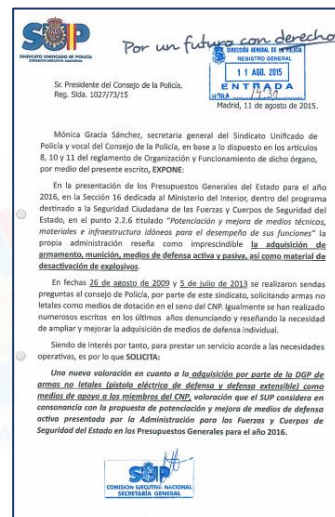 SUP
SINDICATO UNIFICADO DE POLICÍA
COMISIÓN EJECUTIVA NACIONAL
Por un futuro con derecho
DIRECCIÓN GENERAL DE LA POLICÍA
REGISTRO GENERAL
11 AGO. 2015
ENTRADA
HORA 14:30
Sr. Presidente del Consejo de la Policía.
Reg. Slda. 1027/73/15
Madrid, 11 de agosto de 2015.
Mónica Gracia Sánchez, secretaria general del Sindicato Unificado de
Policía y vocal del Consejo de la Policía, en base a lo dispuesto en los artículos
8, 10 y 11 del reglamento de Organización y Funcionamiento de dicho órgano,
por medio del presente escrito, EXPONE:
En la presentación de los Presupuestos Generales del Estado para el año
2016, en la Sección 16 dedicada al Ministerio del Interior, dentro del programa
destinado a la Seguridad Ciudadana de las Fuerzas y Cuerpos de Seguridad del
Estado, en el punto 2.2.6 titulado "Potenciación y mejora de medios técnicos,
materiales e infraestructura idóneos para el desempeño de sus funciones" la
propia administración reseña como imprescindible la adquisición de
armamento, munición, medios de defensa activa y pasiva, así como material de
desactivación de explosivos.
En fechas 26 de agosto de 2009 y 5 de julio de 2013 se realizaron sendas
preguntas al consejo de Policía, por parte de este sindicato, solicitando armas no
letales como medios de dotación en el seno del CNP. Igualmente se han realizado
numerosos escritos en los últimos años denunciando y reseñando la necesidad
de ampliar y mejorar la adquisición de medios de defensa individual.
Siendo de interés por tanto, para prestar un servicio acorde a las necesidades
operativas, es por lo que SOLICITA:
Una nueva valoración en cuanto a la adquisición por parte de la DGP de
armas no letales (pistola eléctrica de defensa y defensa extensible) como
medios de apoyo a los miembros del CNP, valoración que el SUP considera en
consonancia con la propuesta de potenciación y mejora de medios de defensa
activa presentada por la Administración para las Fuerzas y Cuerpos de
Seguridad del Estado en los Presupuestos Generales para el año 2016.
SUP
COMISION EJECUTIVA NACIONAL
SECRETARÍA GENERAL